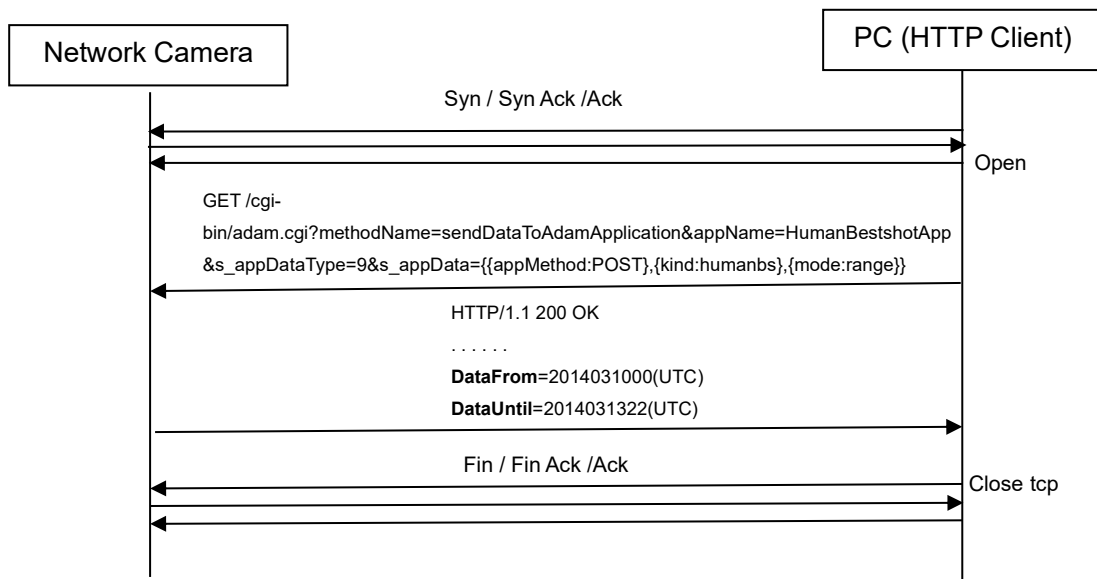 Network Camera
PC (HTTP Client)
Syn / Syn Ack /Ack
Open
GET /cgi-
bin/adam.cgi?methodName=sendDataToAdamApplication&appName=HumanBestshotApp
&s_appDataType=9&s_appData={{appMethod:POST},{kind:humanbs},{mode:range}}
HTTP/1.1 200 OK
. . . . . .
DataFrom=2014031000(UTC)
DataUntil=2014031322(UTC)
Fin / Fin Ack /Ack
Close tcp